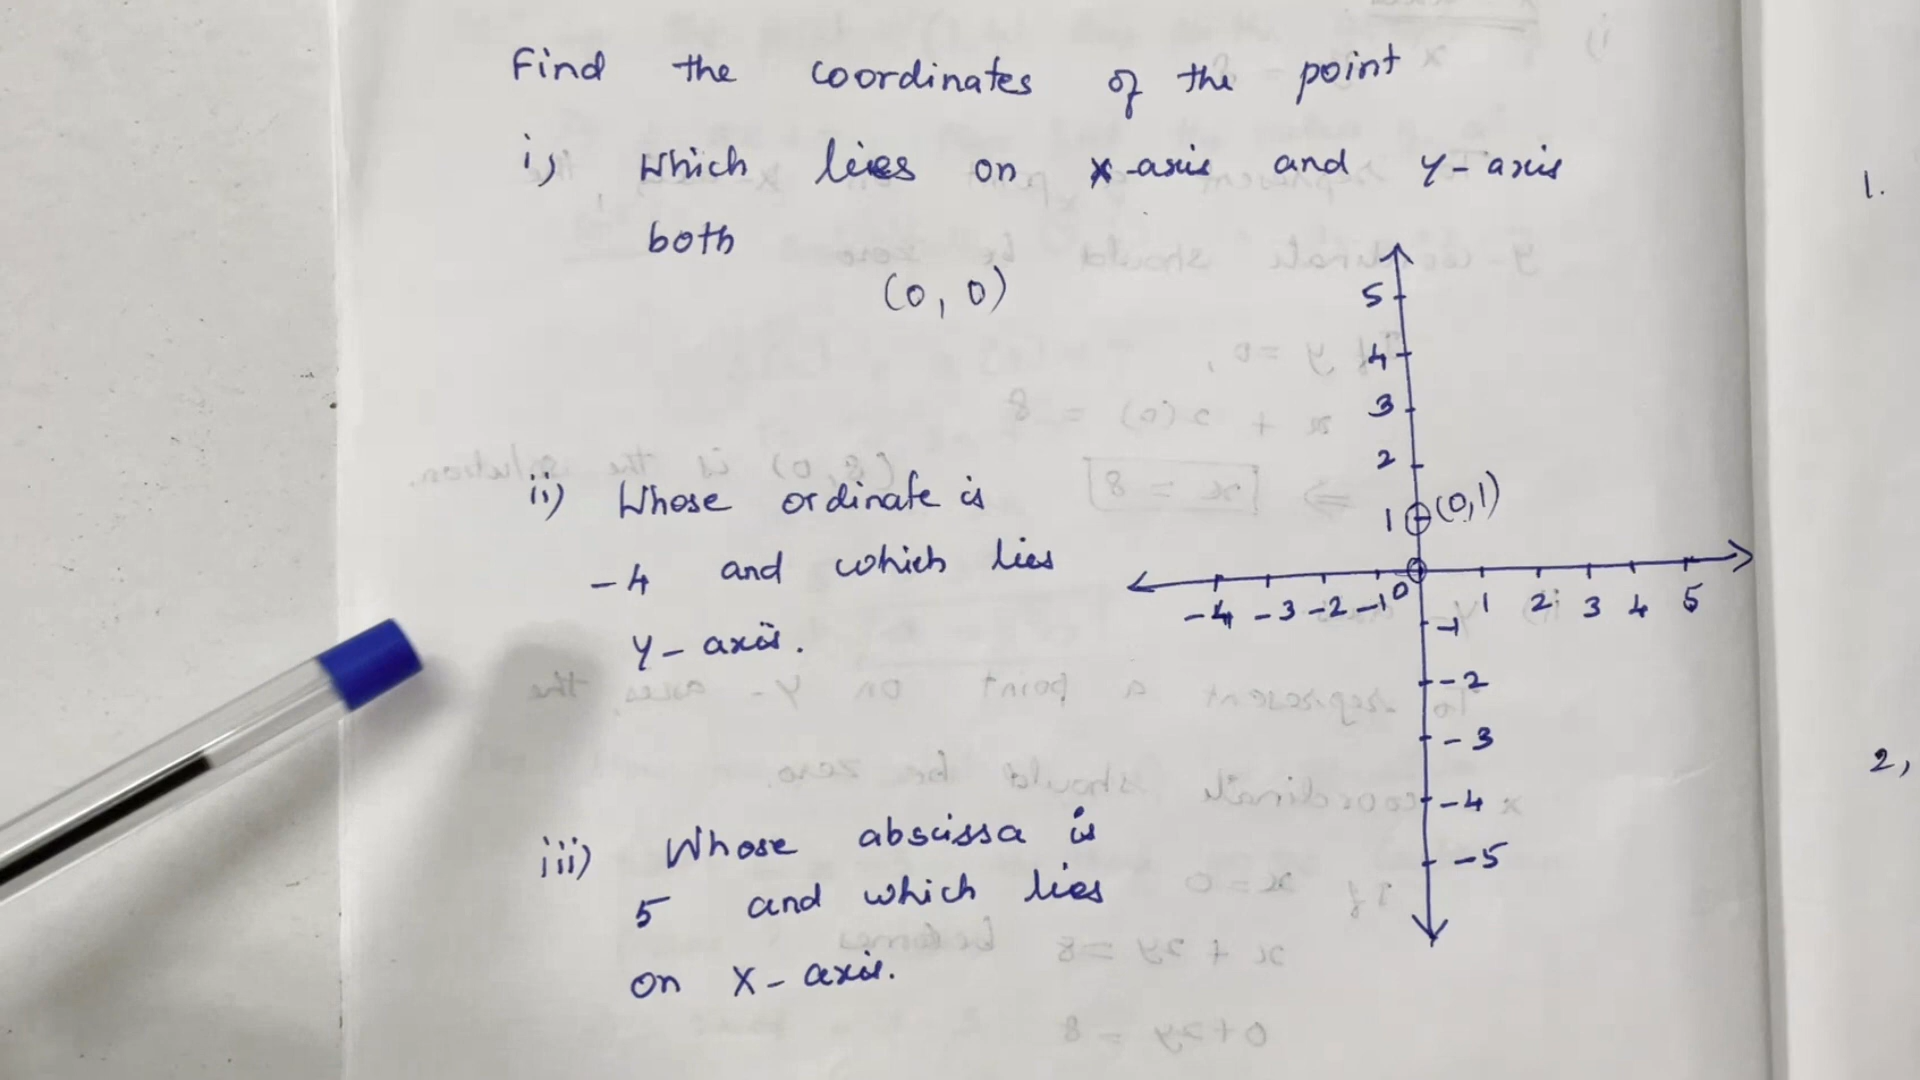 Find the coordinates of the point
i) Which lies on x-axis and y-axis
both
(0, 0)
ii) Whose ordinate is
-4 and which lies
y-axis.
iii) Whose abscissa is
5 and which lies
on x-axis.
5
4
3
2
1 (0,1)
-4 -3 -2 -1 0 1 2 3 4 5
-1
-2
-3
-4
-5
1.
2,